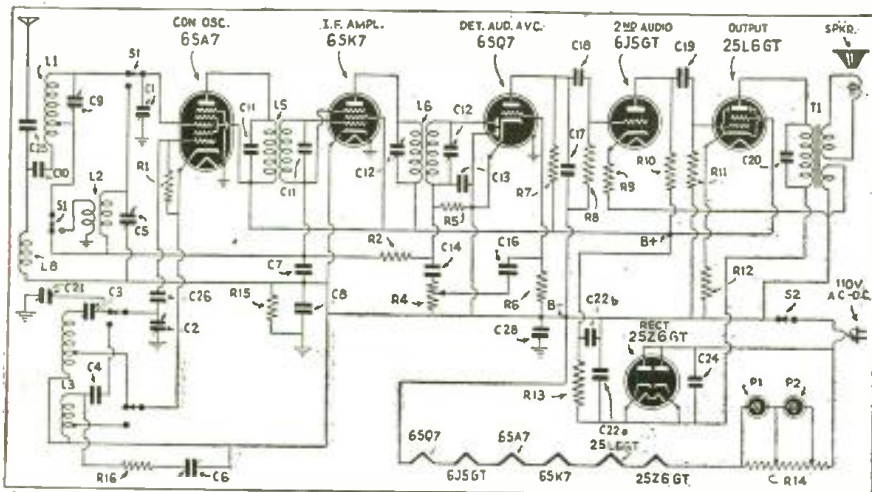 CON OSC.
6SA7
I.F. AMPL.
6SK7
DET. AUD. AVC.
6SQ7
2ND AUDIO
6J5GT
OUTPUT
25L6GT
SPKR.
L1
S1
C1
C9
C25
C10
L2
S1
C5
L8
R1
C11
L5
C11
C12
L6
C12
C13
R5
R2
C14
R4
C16
R6
R7
C18
C17
R8
R9
R10
C19
R11
C20
T1
B+
R12
C21
C3
C26
C2
C7
C8
R15
B-
C28
C22b
RECT
25Z6GT
S2
110V
A.C-D.C.
L3
C4
R13
C22a
C24
P1
P2
R16
C6
6SQ7
6J5GT
6SA7
6SK7
25L6GT
25Z6GT
R14